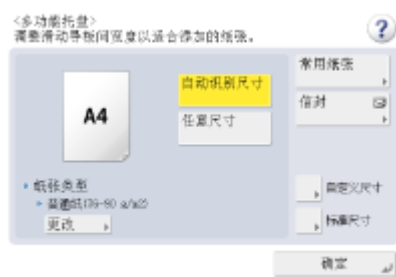 <多功能托盘>
调整滑动导板间宽度以适合添加的纸张。
A4
自动识别尺寸
任意尺寸
常用纸张
信封
• 纸张类型
▸ 普通纸(76-90 g/m2)
更改
自定义尺寸
标准尺寸
确定